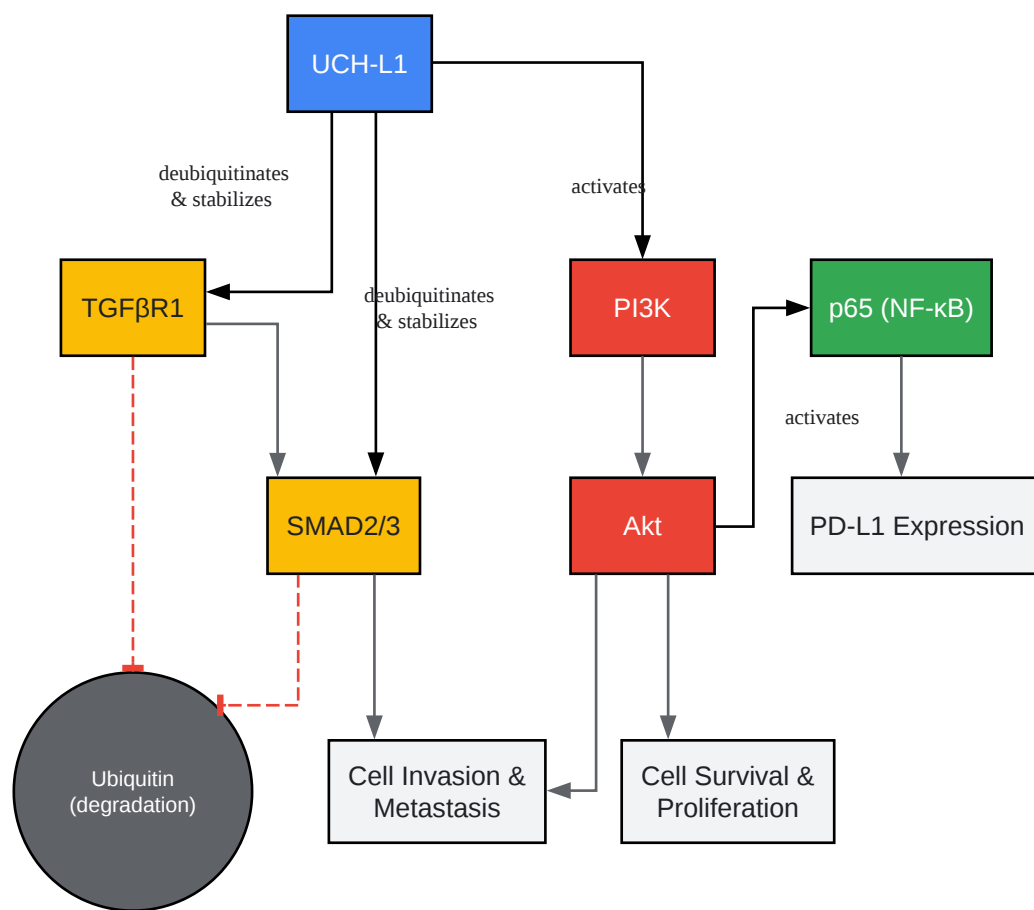 UCH-L1
deubiquitinates
& stabilizes
activates
deubiquitinates
& stabilizes
TGFβR1
PI3K
p65 (NF-κB)
activates
SMAD2/3
Akt
PD-L1 Expression
Ubiquitin
(degradation)
Cell Invasion &
Metastasis
Cell Survival &
Proliferation